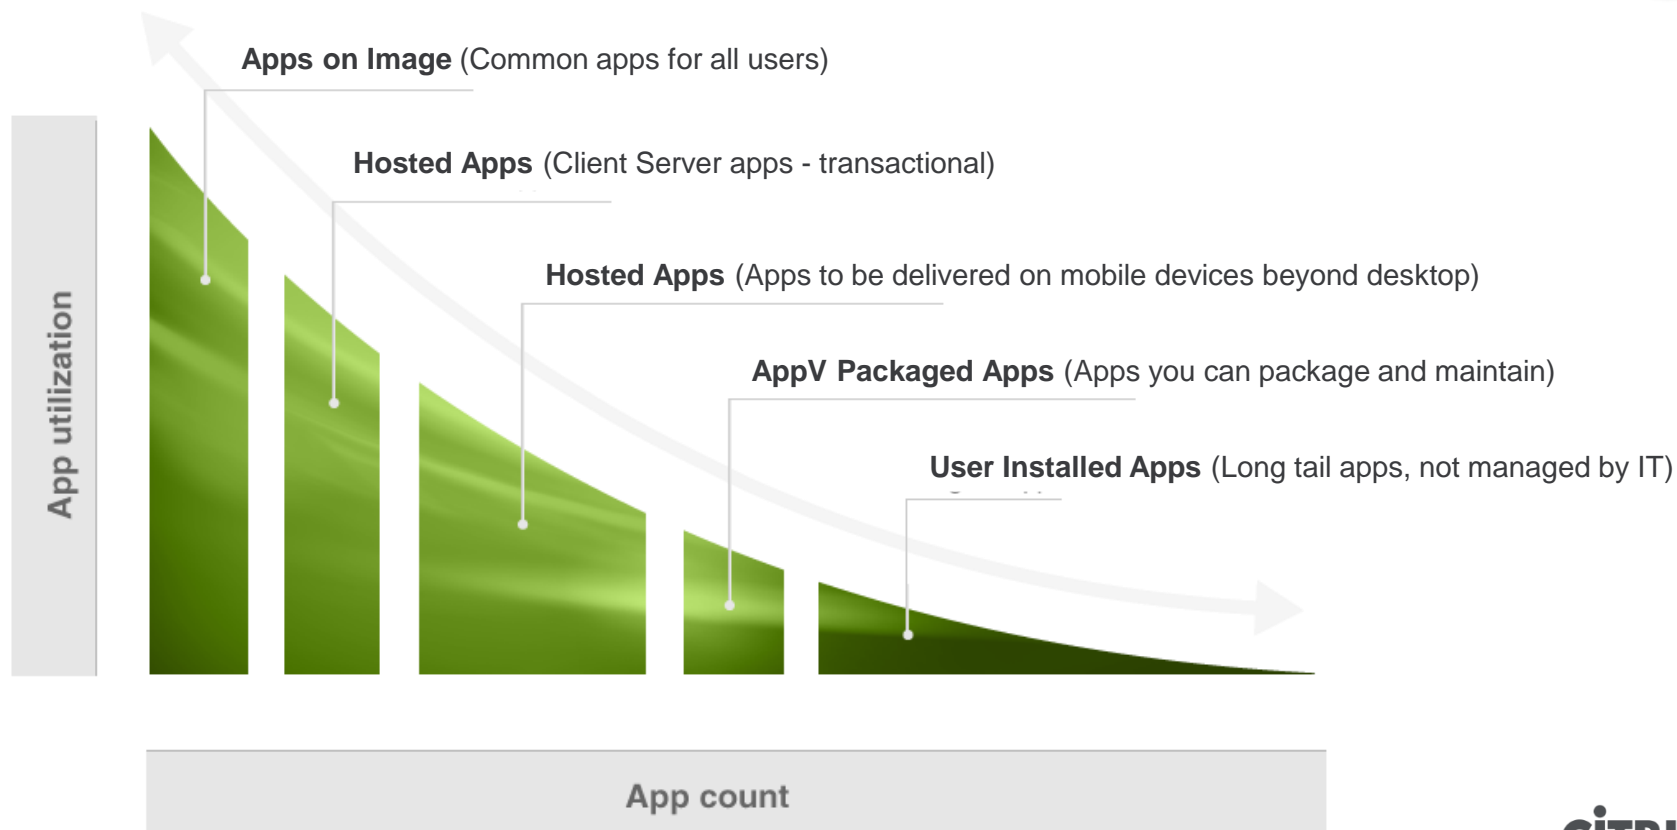 Apps on Image (Common apps for all users)
Hosted Apps (Client Server apps - transactional)
Hosted Apps (Apps to be delivered on mobile devices beyond desktop)
AppV Packaged Apps (Apps you can package and maintain)
User Installed Apps (Long tail apps, not managed by IT)
App utilization
App count